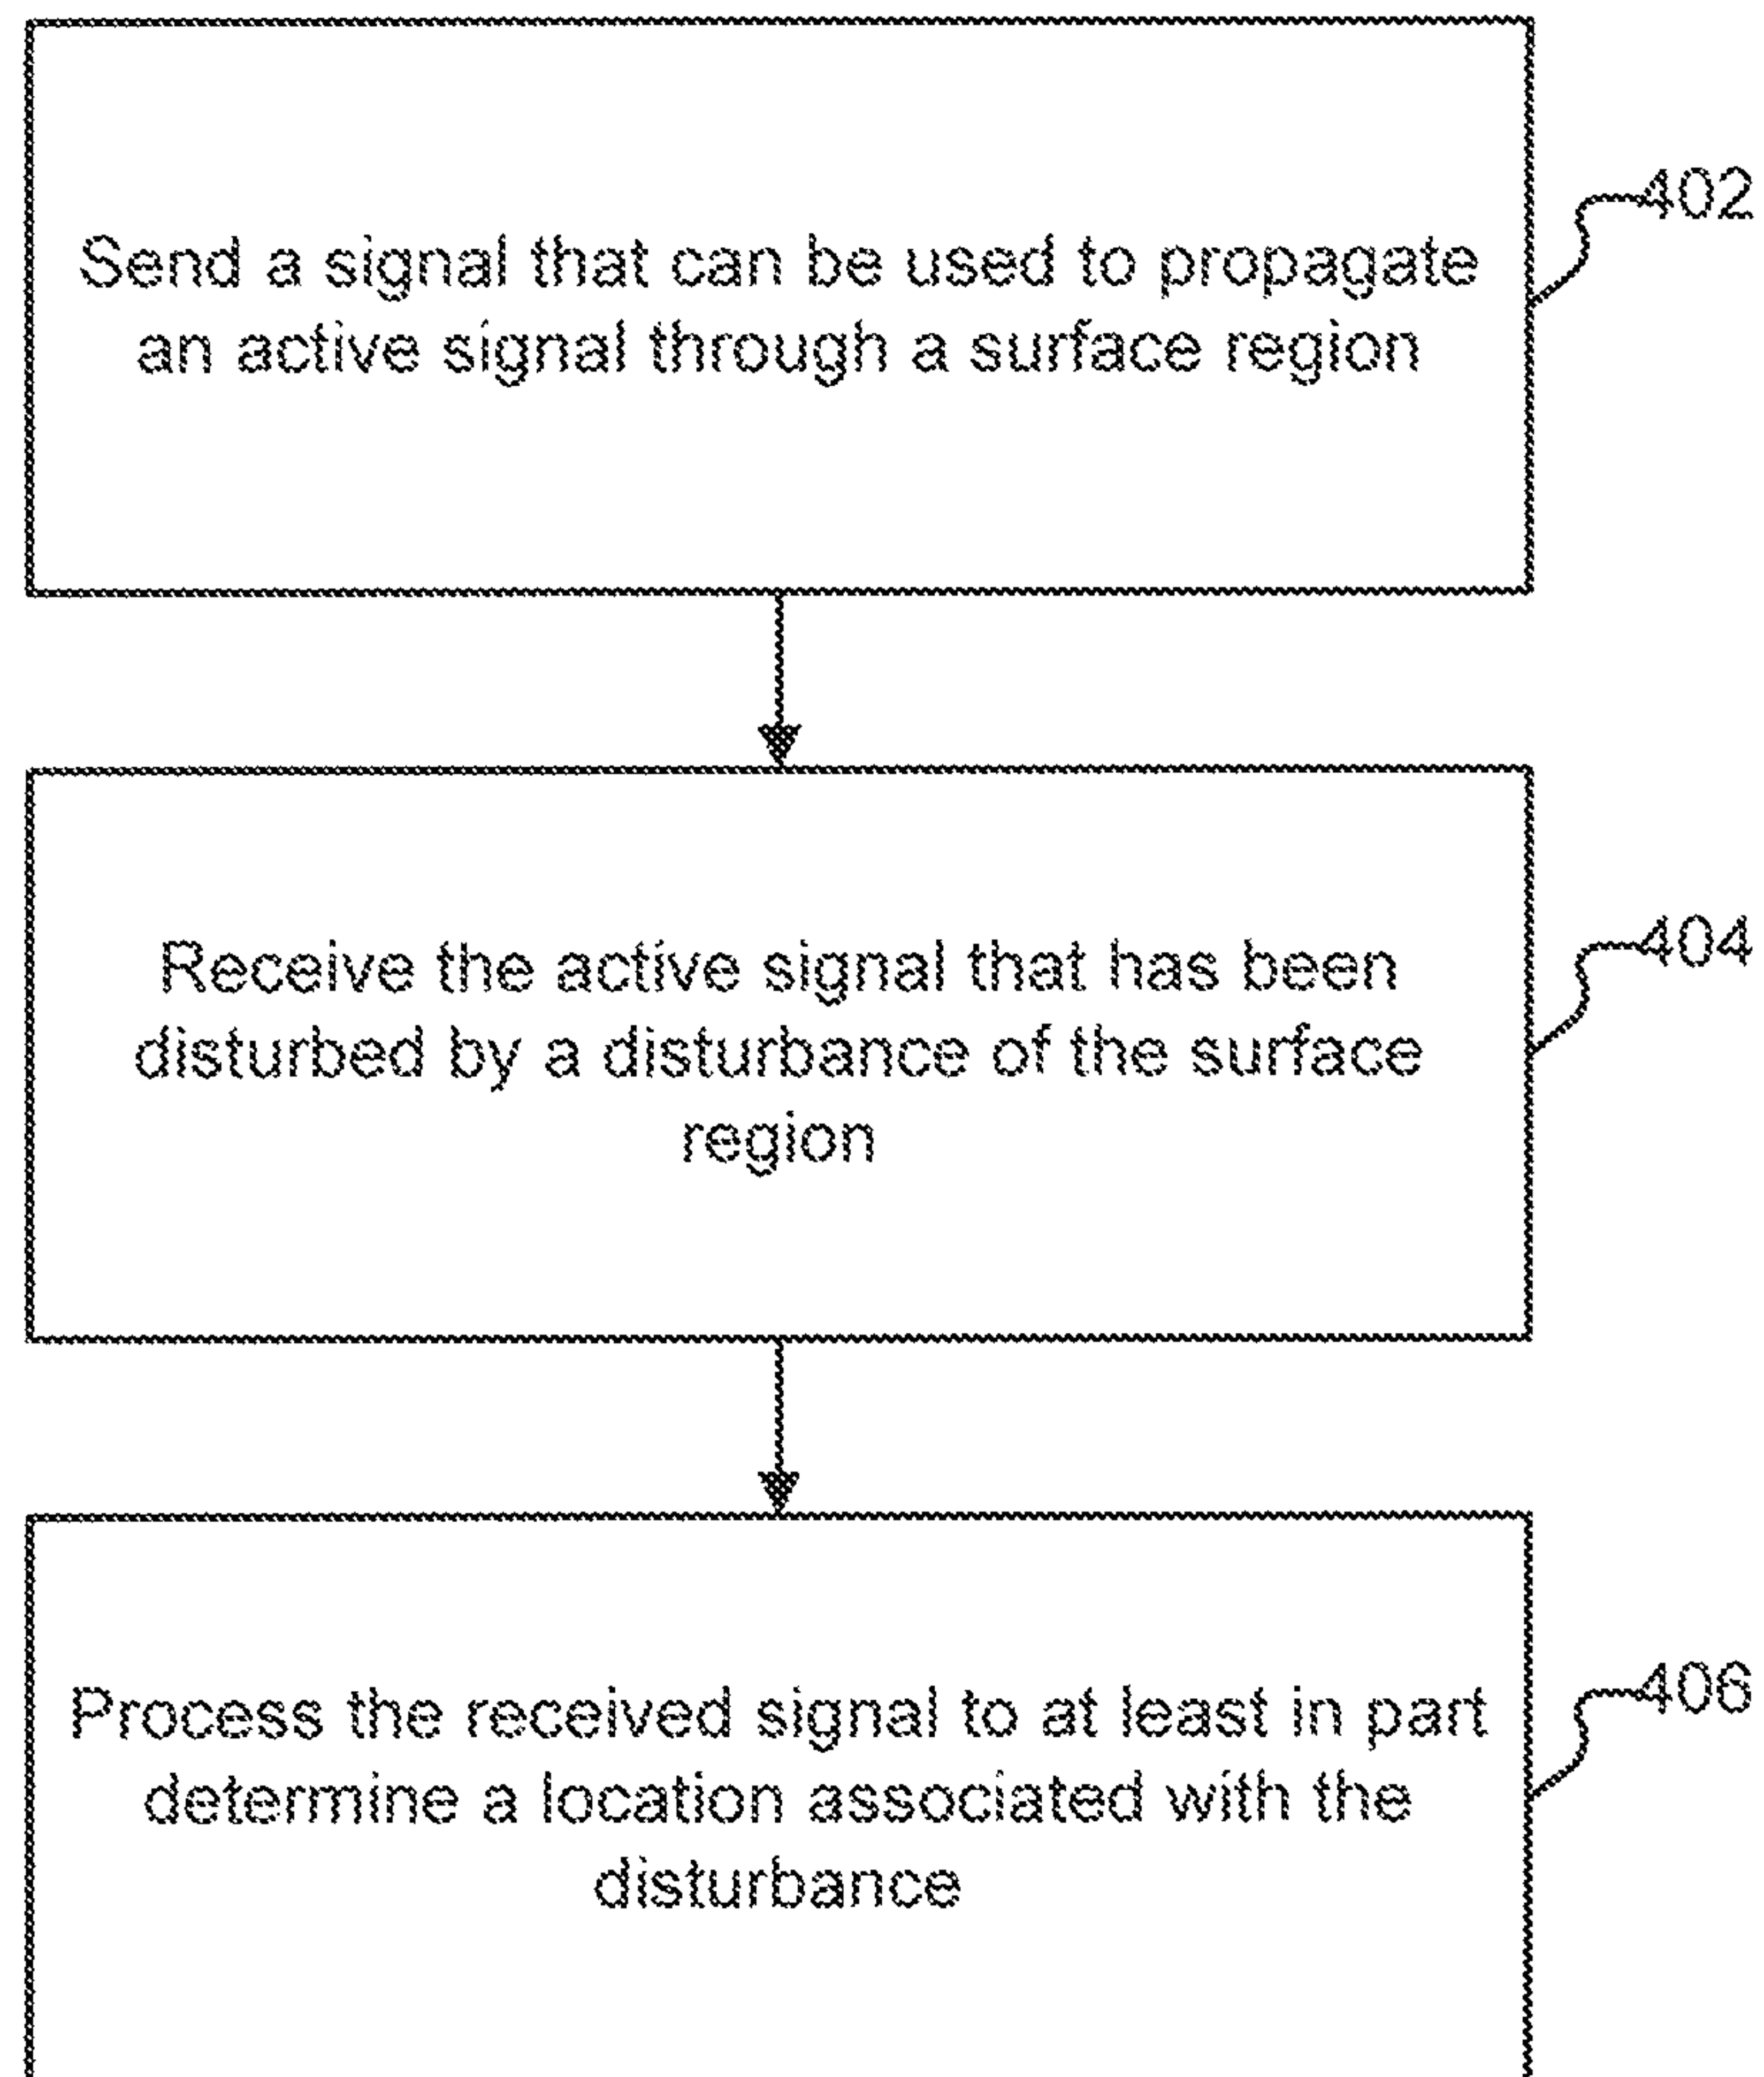 402
Send a signal that can be used to propagate
an active signal through a surface region
404
Receive the active signal that has been
disturbed by a disturbance of the surface
region
406
Process the received signal to at least in part
determine a location associated with the
disturbance